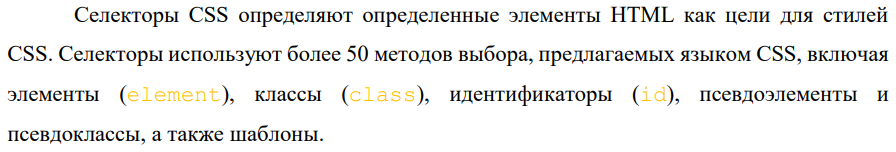 Селекторы CSS определяют определенные элементы HTML как цели для стилей
CSS. Селекторы используют более 50 методов выбора, предлагаемых языком CSS, включая
элементы (element), классы (class), идентификаторы (id), псевдоэлементы и
псевдоклассы, а также шаблоны.